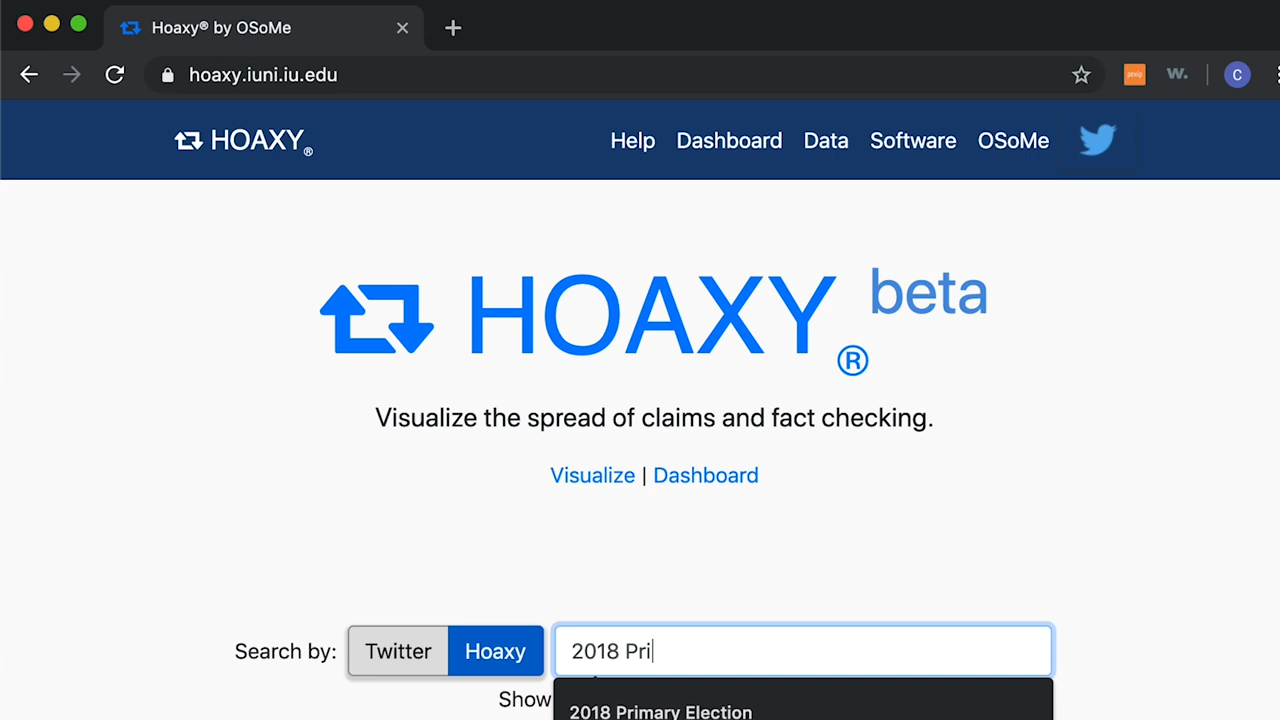 Hoaxy® by OSoMe
hoaxy.iuni.iu.edu
pexip
W.
C
HOAXY®
Help Dashboard Data Software OSoMe
HOAXY® beta
Visualize the spread of claims and fact checking.
Visualize | Dashboard
Search by: Twitter Hoaxy 2018 Pri
Show
2018 Primary Election